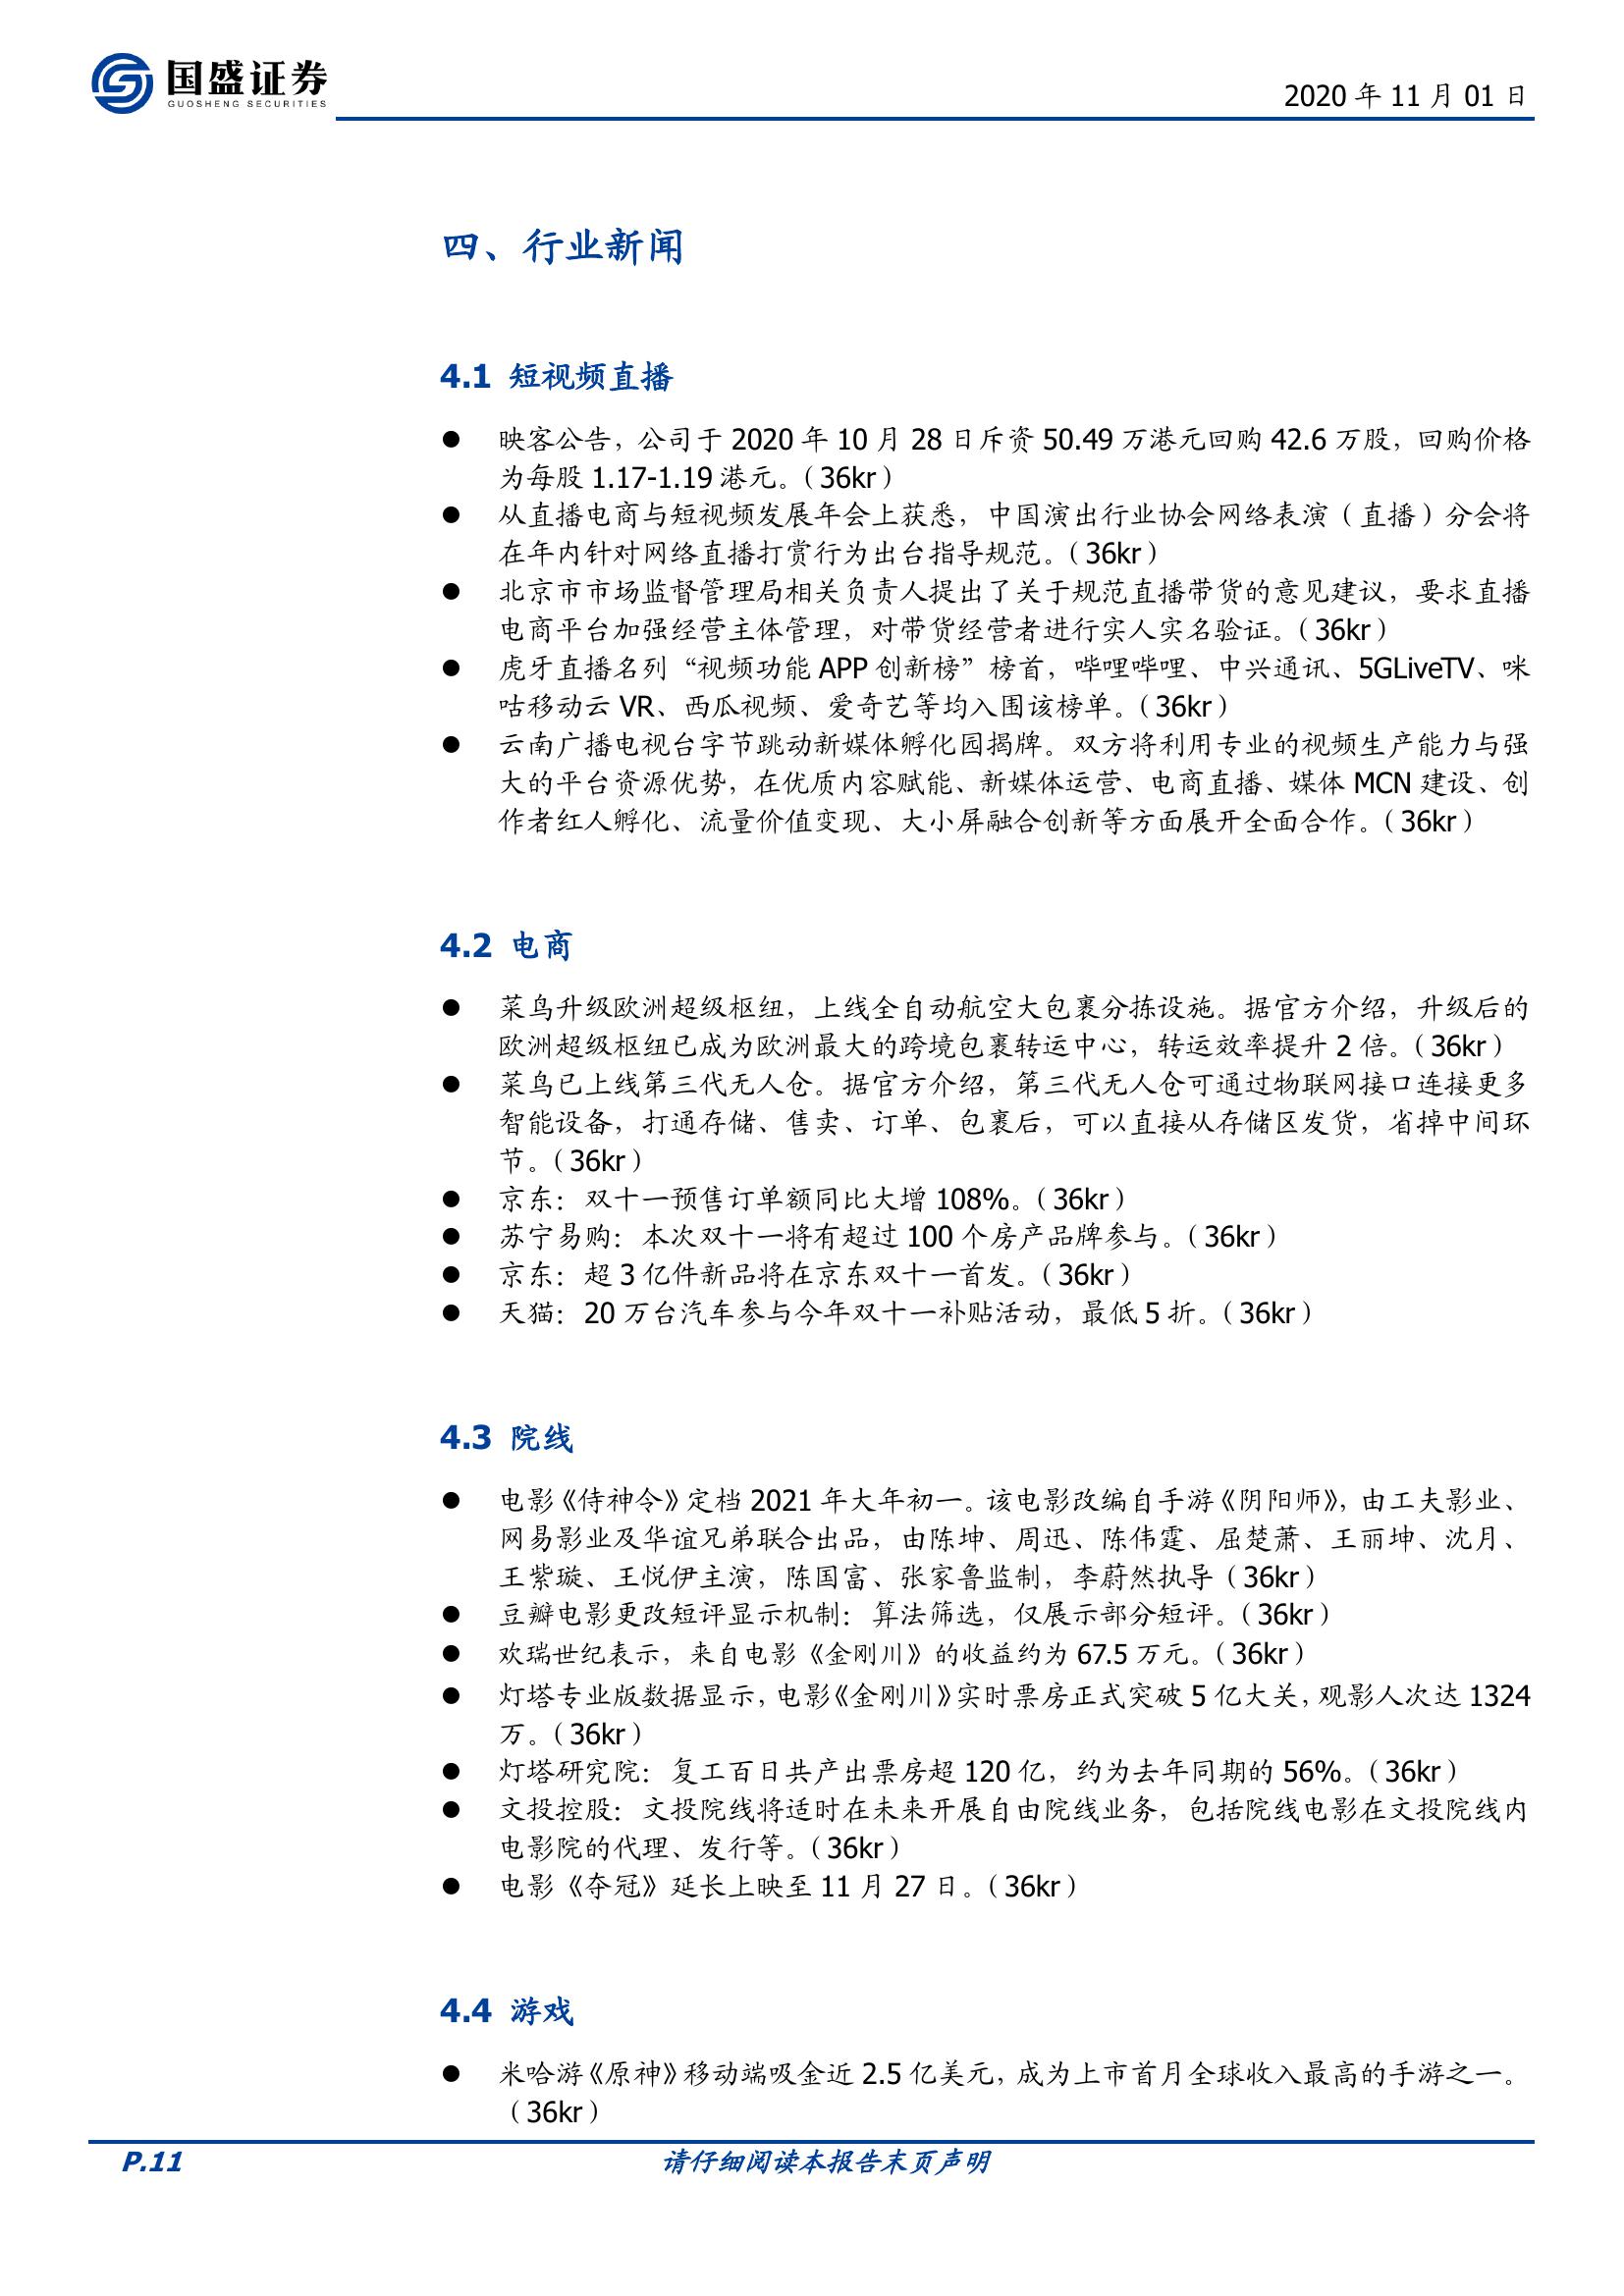 国盛证券
GUOSHENG SECURITIES
2020 年 11 月 01 日
四、行业新闻
4.1 短视频直播
● 映客公告，公司于 2020 年 10 月 28 日斥资 50.49 万港元回购 42.6 万股，回购价格
为每股 1.17-1.19 港元。（36kr）
● 从直播电商与短视频发展年会上获悉，中国演出行业协会网络表演（直播）分会将
在年内针对网络直播打赏行为出台指导规范。（36kr）
● 北京市市场监督管理局相关负责人提出了关于规范直播带货的意见建议，要求直播
电商平台加强经营主体管理，对带货经营者进行实人实名验证。（36kr）
● 虎牙直播名列“视频功能 APP 创新榜”榜首，哔哩哔哩、中兴通讯、5GLiveTV、咪
咕移动云 VR、西瓜视频、爱奇艺等均入围该榜单。（36kr）
● 云南广播电视台字节跳动新媒体孵化园揭牌。双方将利用专业的视频生产能力与强
大的平台资源优势，在优质内容赋能、新媒体运营、电商直播、媒体 MCN 建设、创
作者红人孵化、流量价值变现、大小屏融合创新等方面展开全面合作。（36kr）
4.2 电商
● 菜鸟升级欧洲超级枢纽，上线全自动航空大包裹分拣设施。据官方介绍，升级后的
欧洲超级枢纽已成为欧洲最大的跨境包裹转运中心，转运效率提升 2 倍。（36kr）
● 菜鸟已上线第三代无人仓。据官方介绍，第三代无人仓可通过物联网接口连接更多
智能设备，打通存储、售卖、订单、包裹后，可以直接从存储区发货，省掉中间环
节。（36kr）
● 京东：双十一预售订单额同比大增 108%。（36kr）
● 苏宁易购：本次双十一将有超过 100 个房产品牌参与。（36kr）
● 京东：超 3 亿件新品将在京东双十一首发。（36kr）
● 天猫：20 万台汽车参与今年双十一补贴活动，最低 5 折。（36kr）
4.3 院线
● 电影《侍神令》定档 2021 年大年初一。该电影改编自手游《阴阳师》，由工夫影业、
网易影业及华谊兄弟联合出品，由陈坤、周迅、陈伟霆、屈楚萧、王丽坤、沈月、
王紫璇、王悦伊主演，陈国富、张家鲁监制，李蔚然执导（36kr）
● 豆瓣电影更改短评显示机制：算法筛选，仅展示部分短评。（36kr）
● 欢瑞世纪表示，来自电影《金刚川》的收益约为 67.5 万元。（36kr）
● 灯塔专业版数据显示，电影《金刚川》实时票房正式突破 5 亿大关，观影人次达 1324
万。（36kr）
● 灯塔研究院：复工百日共产出票房超 120 亿，约为去年同期的 56%。（36kr）
● 文投控股：文投院线将适时在未来开展自由院线业务，包括院线电影在文投院线内
电影院的代理、发行等。（36kr）
● 电影《夺冠》延长上映至 11 月 27 日。（36kr）
4.4 游戏
● 米哈游《原神》移动端吸金近 2.5 亿美元，成为上市首月全球收入最高的手游之一。
（36kr）
P.11
请仔细阅读本报告末页声明